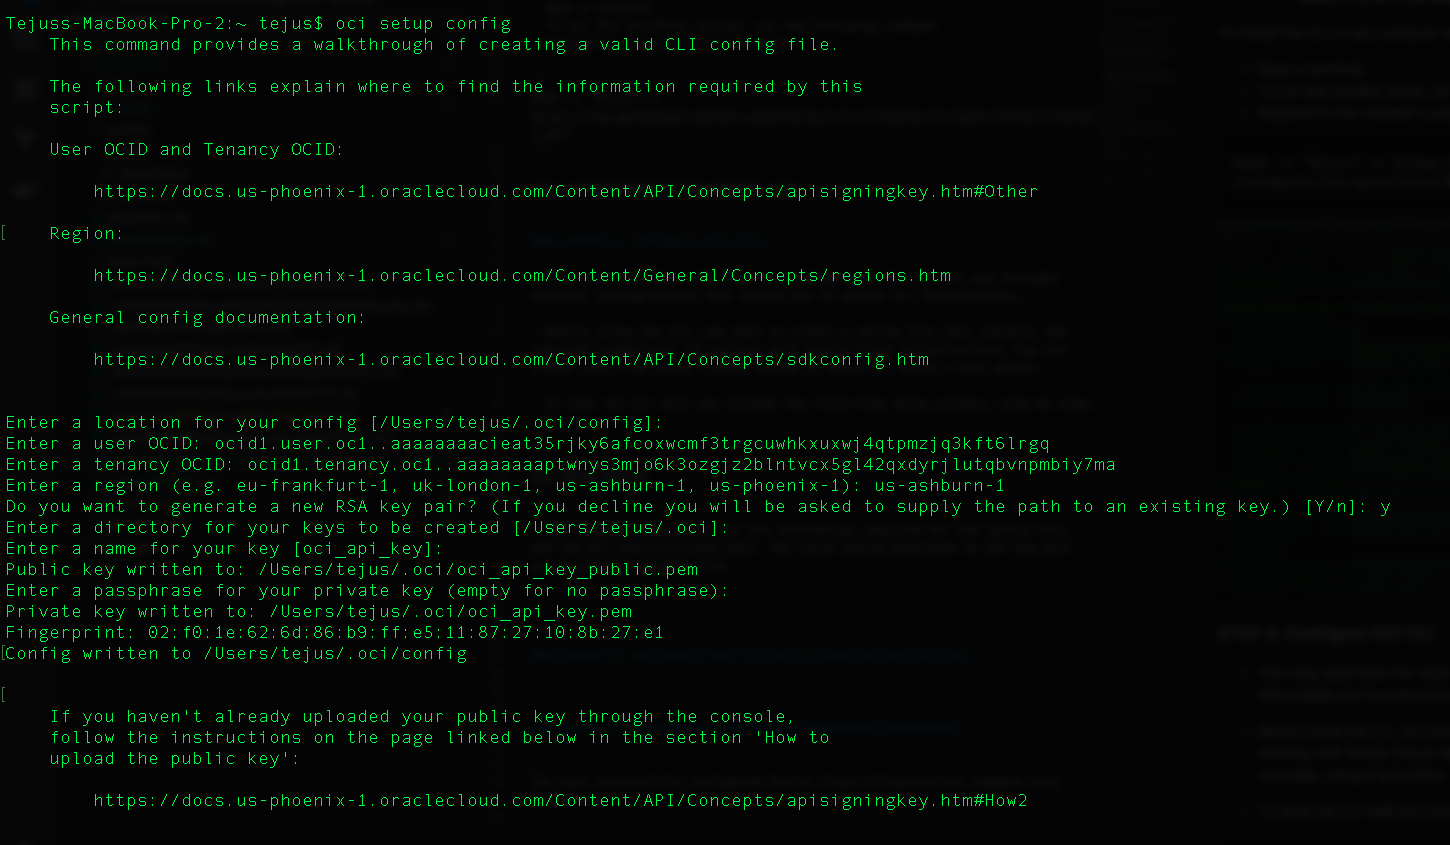 Tejuss-MacBook-Pro-2:~ tejus$ oci setup config
This command provides a walkthrough of creating a valid CLI config file.
The following links explain where to find the information required by this
script:
User OCID and Tenancy OCID:
https://docs.us-phoenix-1.oraclecloud.com/Content/API/Concepts/apisigningkey.htm#Other
[    Region:
https://docs.us-phoenix-1.oraclecloud.com/Content/General/Concepts/regions.htm
General config documentation:
https://docs.us-phoenix-1.oraclecloud.com/Content/API/Concepts/sdkconfig.htm
Enter a location for your config [/Users/tejus/.oci/config]:
Enter a user OCID: ocid1.user.oc1..aaaaaaaacieat35rjky6afcoxwcmf3trgcuwhkxuxwj4qtpmzjq3kft6lrgq
Enter a tenancy OCID: ocid1.tenancy.oc1..aaaaaaaaptwnys3mjo6k3ozgjz2blntvcx5gl42qxdyrjlutqbvnpmbiy7ma
Enter a region (e.g. eu-frankfurt-1, uk-london-1, us-ashburn-1, us-phoenix-1): us-ashburn-1
Do you want to generate a new RSA key pair? (If you decline you will be asked to supply the path to an existing key.) [Y/n]: y
Enter a directory for your keys to be created [/Users/tejus/.oci]:
Enter a name for your key [oci_api_key]:
Public key written to: /Users/tejus/.oci/oci_api_key_public.pem
Enter a passphrase for your private key (empty for no passphrase):
Private key written to: /Users/tejus/.oci/oci_api_key.pem
Fingerprint: 02:f0:1e:62:6d:86:b9:ff:e5:11:87:27:10:8b:27:e1
[Config written to /Users/tejus/.oci/config
[
If you haven't already uploaded your public key through the console,
follow the instructions on the page linked below in the section 'How to
upload the public key':
https://docs.us-phoenix-1.oraclecloud.com/Content/API/Concepts/apisigningkey.htm#How2